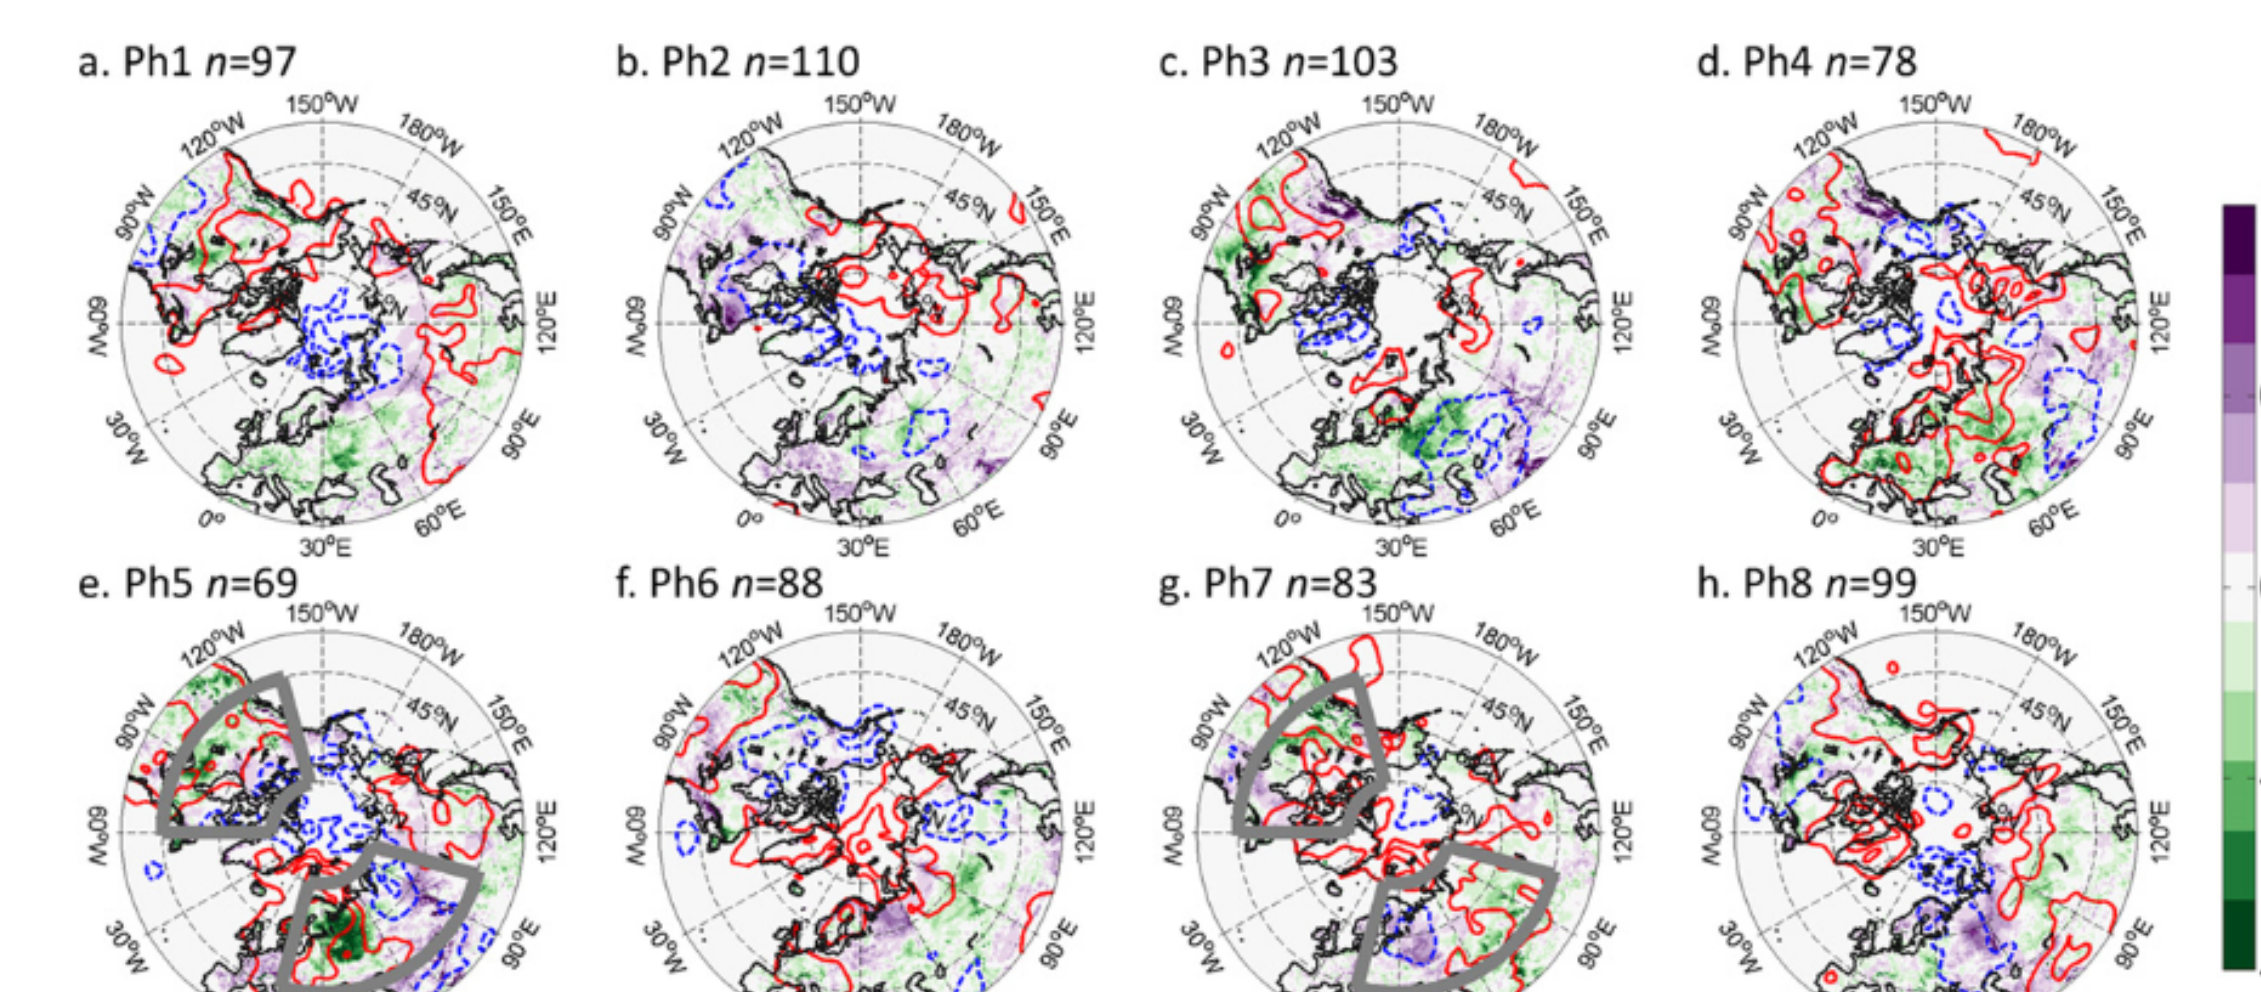 a. Ph1 n=97
b. Ph2 n=110
c. Ph3 n=103
d. Ph4 n=78
150°W 150°W 150°W 150°W
120°W 180°W 120°W 180°W 120°W 180°W 120°W 180°W
90°W 45°N 150°E 90°W 45°N 150°E 90°W 45°N 150°E 90°W 45°N 150°E
60°W 120°E 60°W 120°E 60°W 120°E 60°W 120°E
30°W 90°E 30°W 90°E 30°W 90°E 30°W 90°E
0° 60°E 0° 60°E 0° 60°E 0° 60°E
30°E 30°E 30°E 30°E
e. Ph5 n=69
f. Ph6 n=88
g. Ph7 n=83
h. Ph8 n=99
150°W 150°W 150°W 150°W
120°W 180°W 120°W 180°W 120°W 180°W 120°W 180°W
90°W 45°N 150°E 90°W 45°N 150°E 90°W 45°N 150°E 90°W 45°N 150°E
60°W 120°E 60°W 120°E 60°W 120°E 60°W 120°E
30°W 90°E 30°W 90°E 30°W 90°E 30°W 90°E